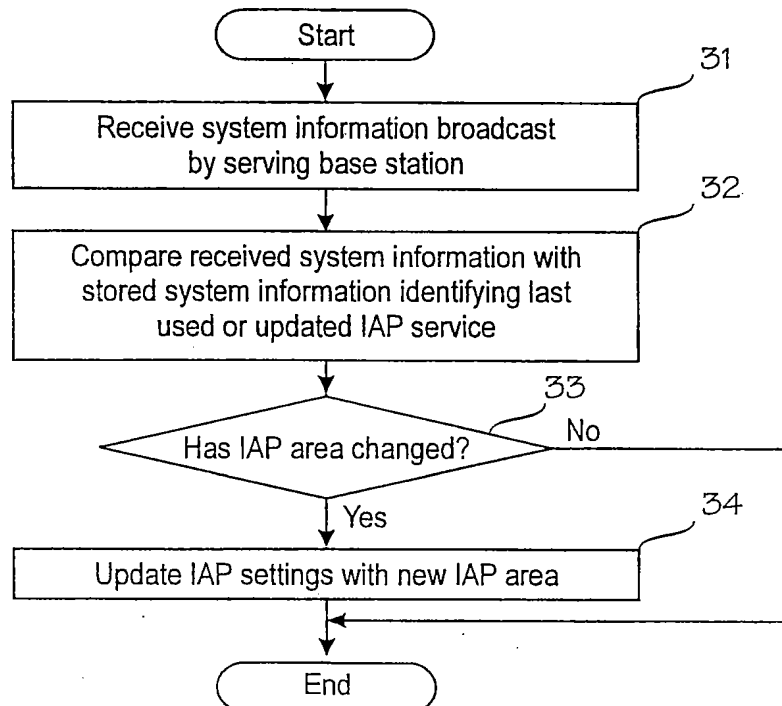 Start
31
Receive system information broadcast
by serving base station
32
Compare received system information with
stored system information identifying last
used or updated IAP service
33
Has IAP area changed?
No
Yes
34
Update IAP settings with new IAP area
End